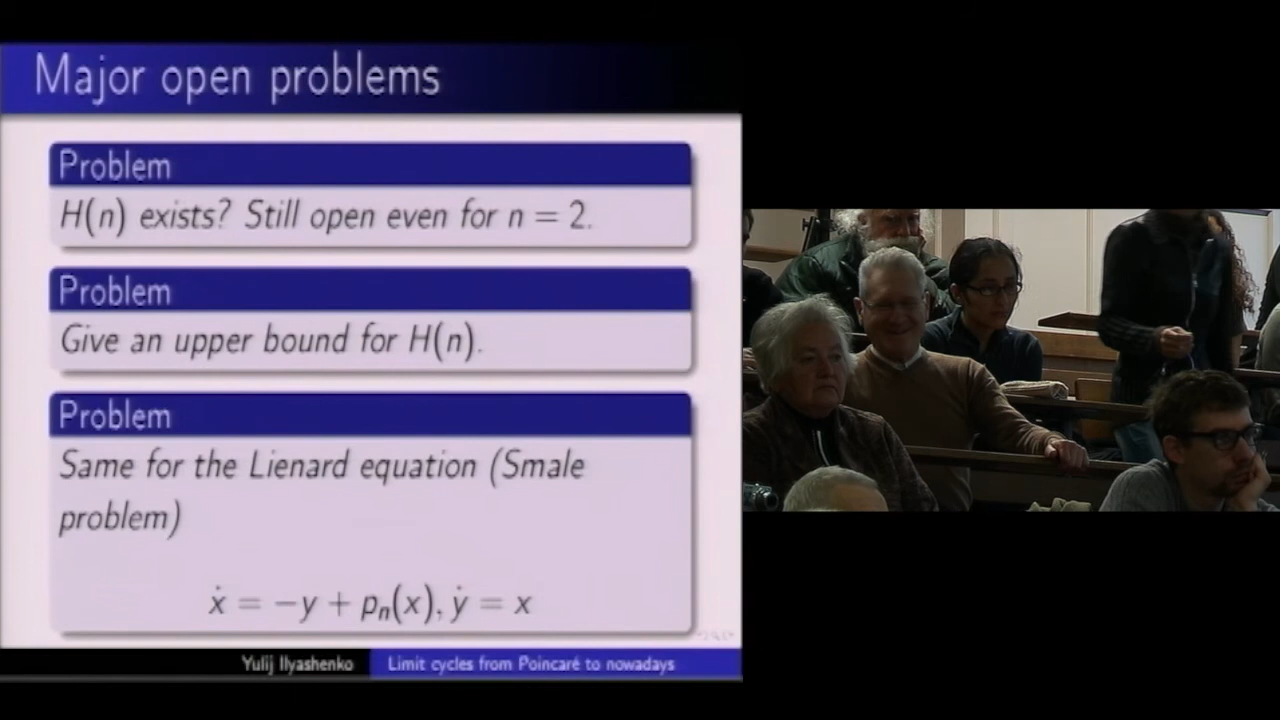 Major open problems
Problem
H(n) exists? Still open even for n = 2.
Problem
Give an upper bound for H(n).
Problem
Same for the Lienard equation (Smale
problem)
ẋ = −y + pₙ(x), ẏ = x
Yulij Ilyashenko
Limit cycles from Poincaré to nowadays